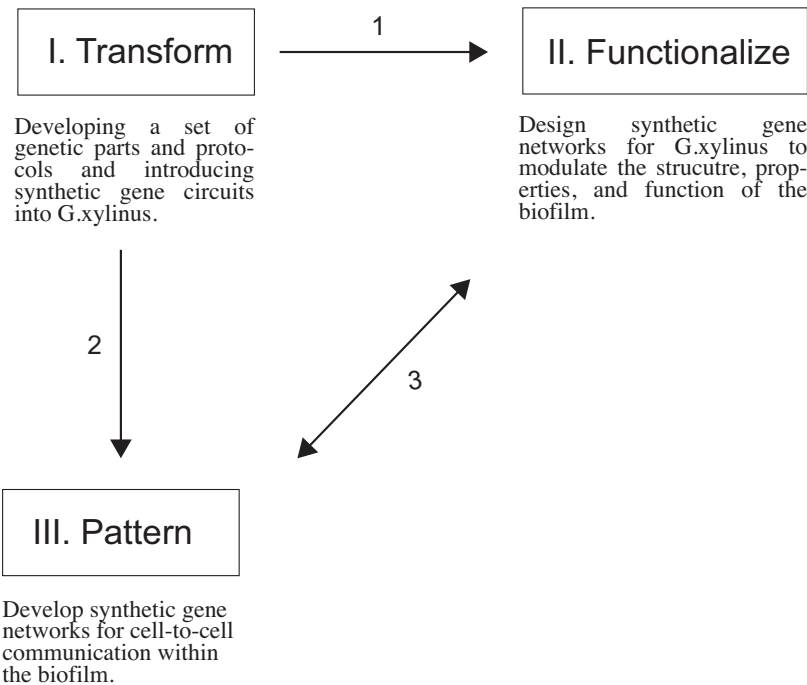 I. Transform
1
II. Functionalize
Developing a set of
genetic parts and proto-
cols and introducing
synthetic gene circuits
into G.xylinus.
Design synthetic gene
networks for G.xylinus to
modulate the strucutre, prop-
erties, and function of the
biofilm.
2
3
III. Pattern
Develop synthetic gene
networks for cell-to-cell
communication within
the biofilm.